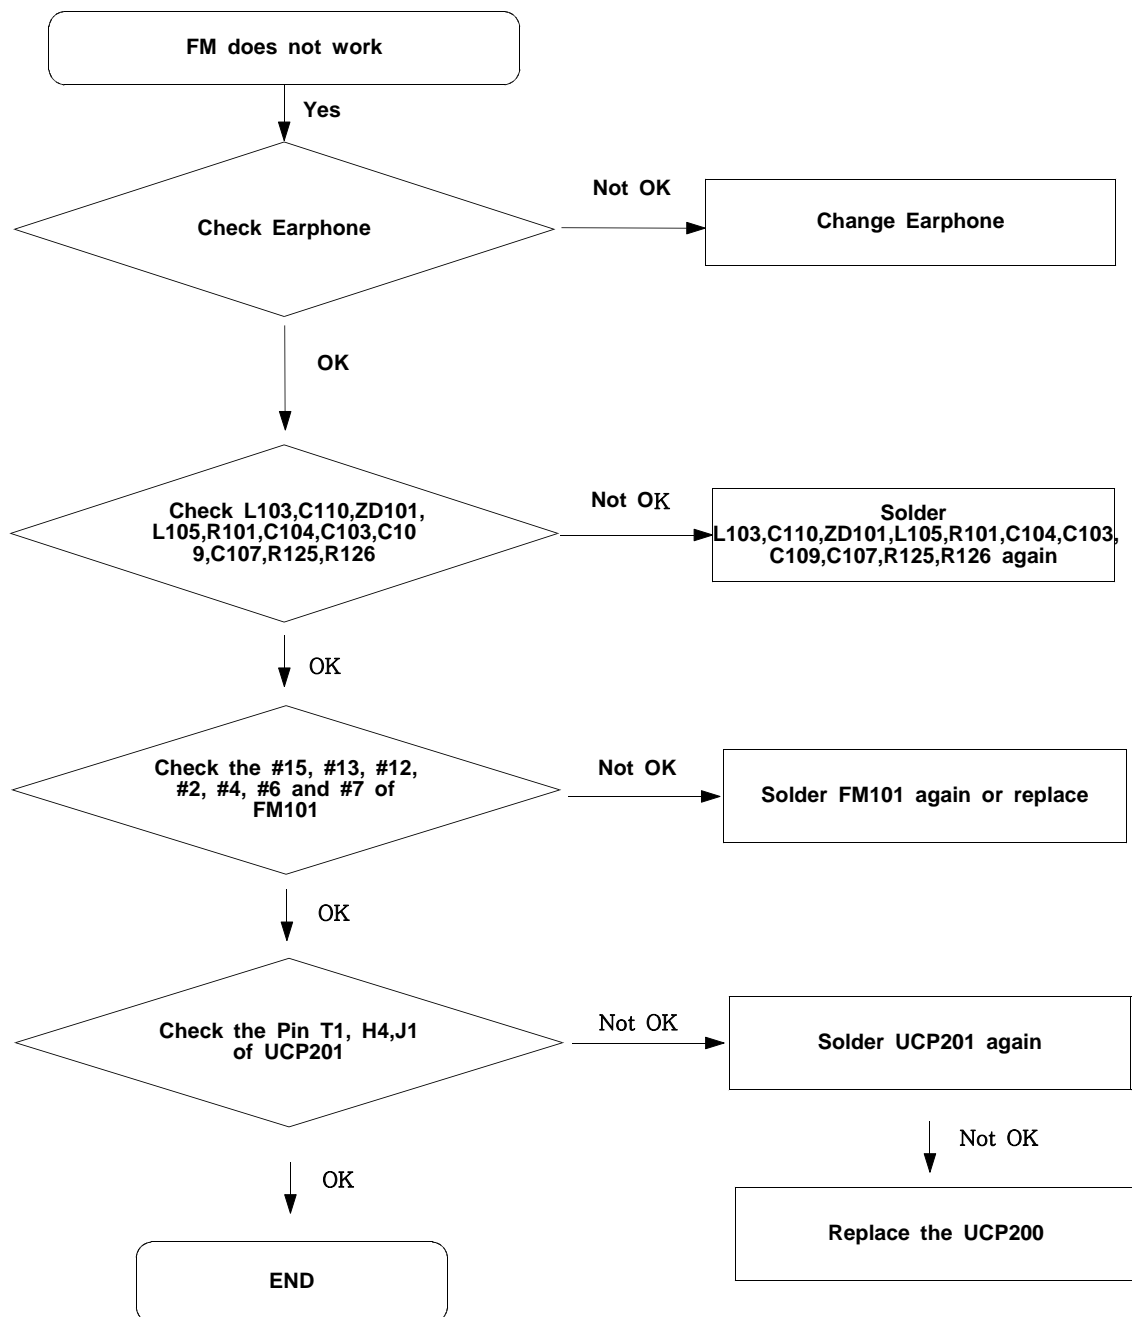 FM does not work
Yes
Check Earphone
Not OK
Change Earphone
OK
Check L103,C110,ZD101,
L105,R101,C104,C103,C10
9,C107,R125,R126
Not OK
Solder
L103,C110,ZD101,L105,R101,C104,C103,
C109,C107,R125,R126 again
OK
Check the #15, #13, #12,
#2, #4, #6 and #7 of
FM101
Not OK
Solder FM101 again or replace
OK
Check the Pin T1, H4,J1
of UCP201
Not OK
Solder UCP201 again
Not OK
Replace the UCP200
OK
END